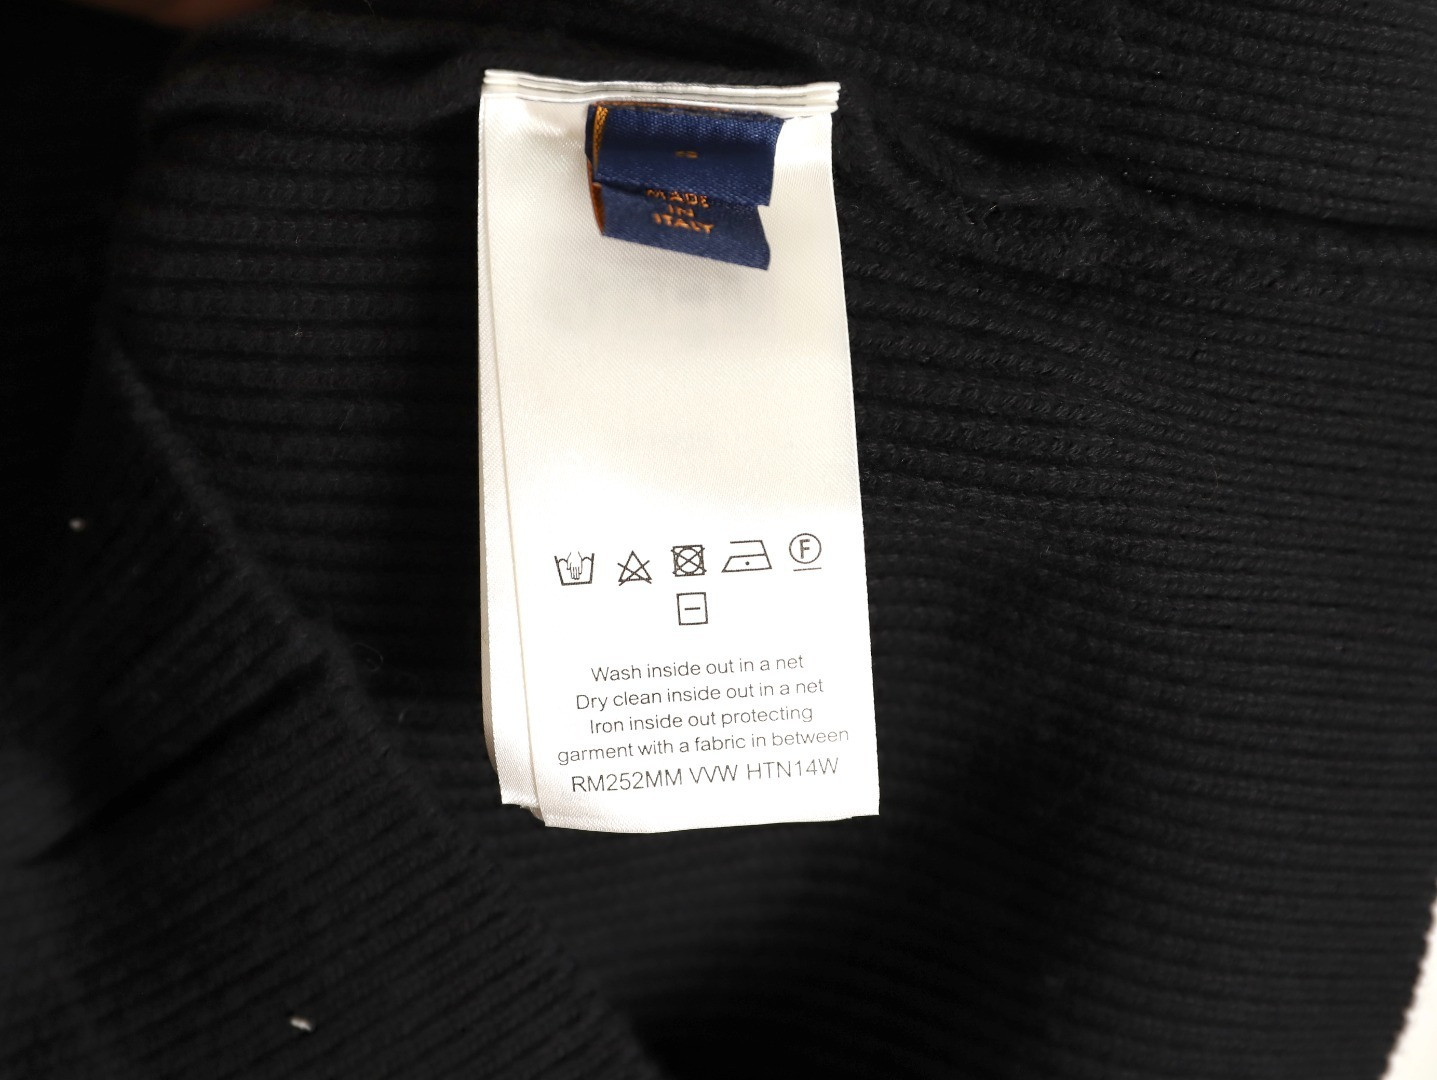 MADE
IN
ITALY
F
Wash inside out in a net
Dry clean inside out in a net
Iron inside out protecting
garment with a fabric in between
RM252MM VVW HTN14W